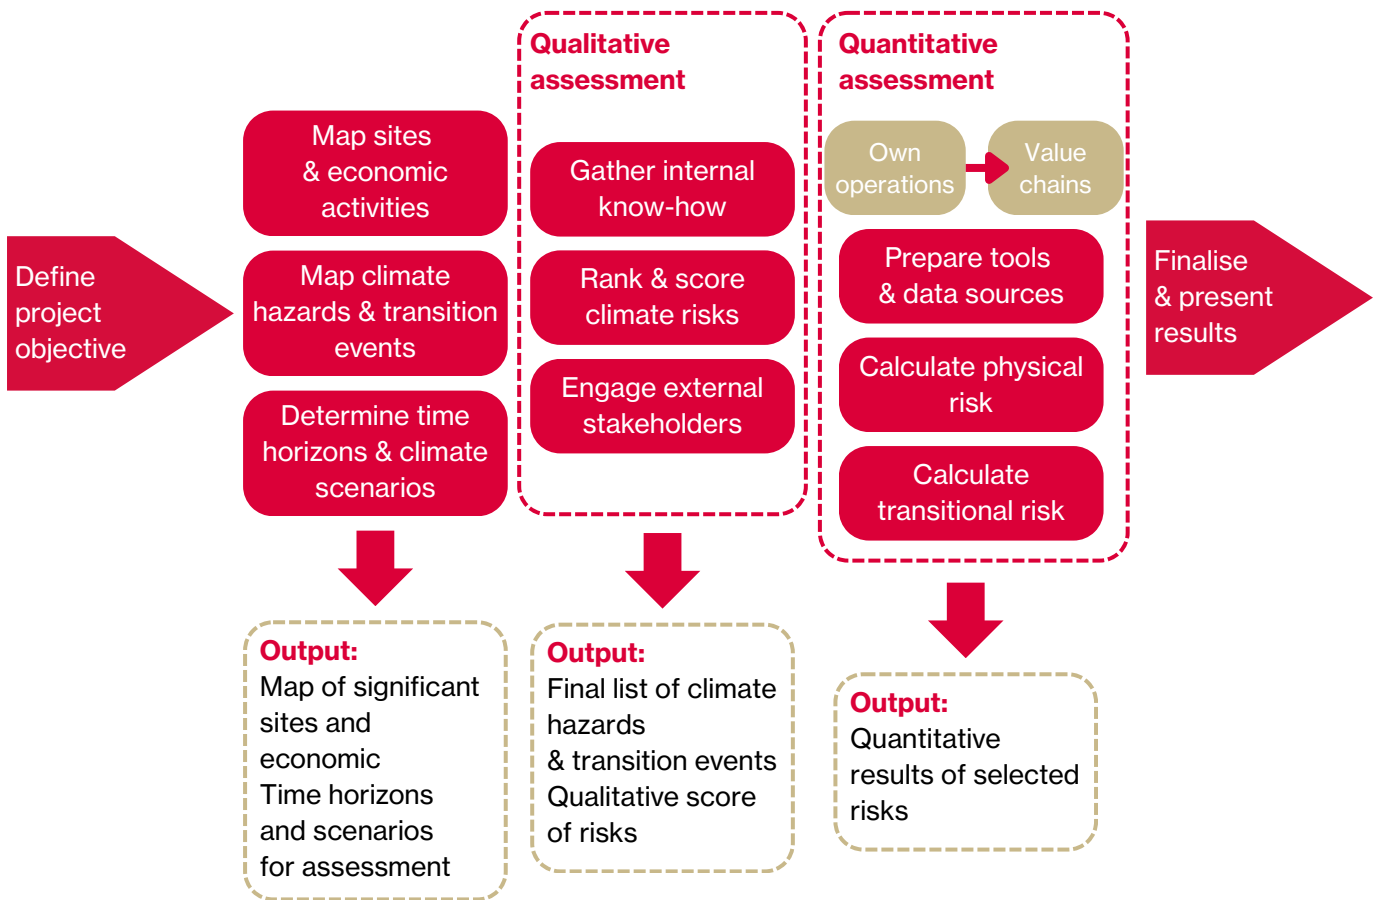 Define
project
objective
Map sites
& economic
activities
Map climate
hazards & transition
events
Determine time
horizons & climate
scenarios
Output:
Map of significant
sites and
economic
Time horizons
and scenarios
for assessment
Qualitative
assessment
Gather internal
know-how
Rank & score
climate risks
Engage external
stakeholders
Output:
Final list of climate
hazards
& transition events
Qualitative score
of risks
Quantitative
assessment
Own
operations
Value
chains
Prepare tools
& data sources
Calculate physical
risk
Calculate
transitional risk
Output:
Quantitative
results of selected
risks
Finalise
& present
results